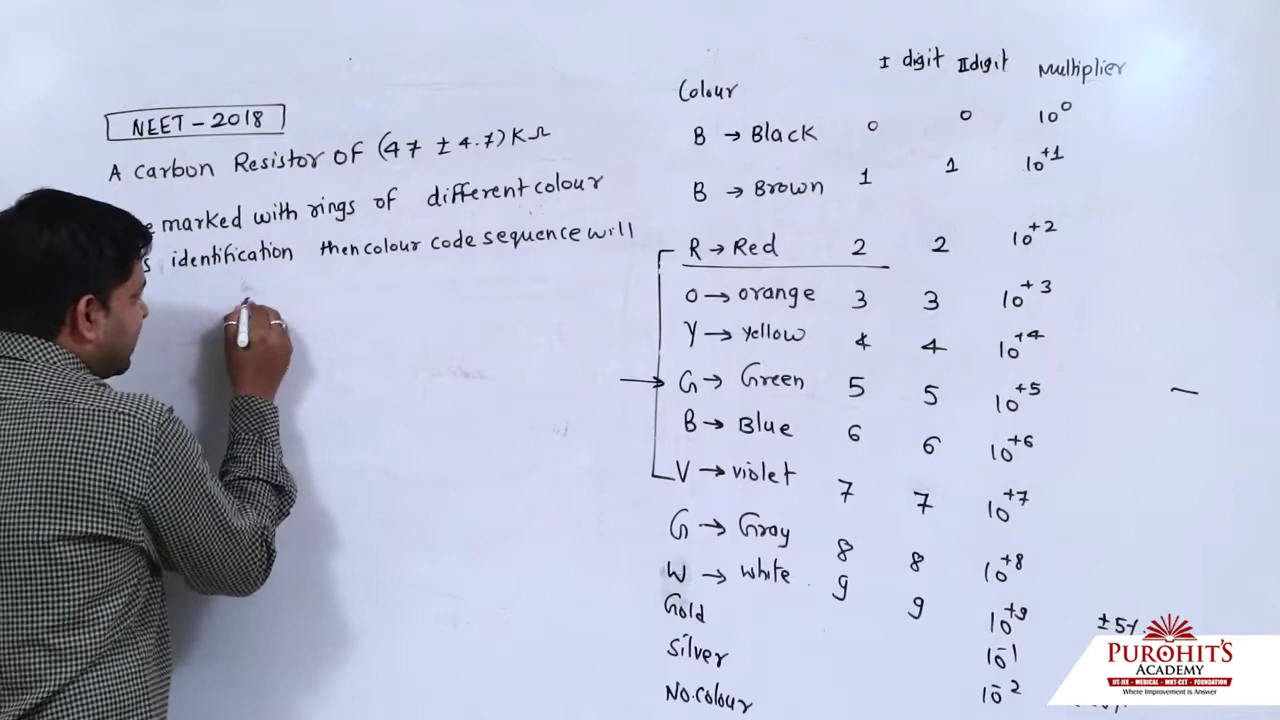 NEET - 2018
A carbon Resistor OF (47 ± 4.7) KΩ
marked with rings of different colour
identification then colour code sequence will
Colour I digit II digit Multiplier
B → Black 0 0 10^0
B → Brown 1 1 10^+1
R → Red 2 2 10^+2
O → orange 3 3 10^+3
Y → yellow 4 4 10^+4
G → Green 5 5 10^+5
B → Blue 6 6 10^+6
V → violet 7 7 10^+7
G → Gray 8 8 10^+8
W → white 9 9 10^+9
Gold 10^-1 ± 5%
Silver 10^-2
No.colour
PUROHIT'S
ACADEMY
IIT-JEE - MEDICAL - MHT-CET - FOUNDATION
Where Improvement is Answer